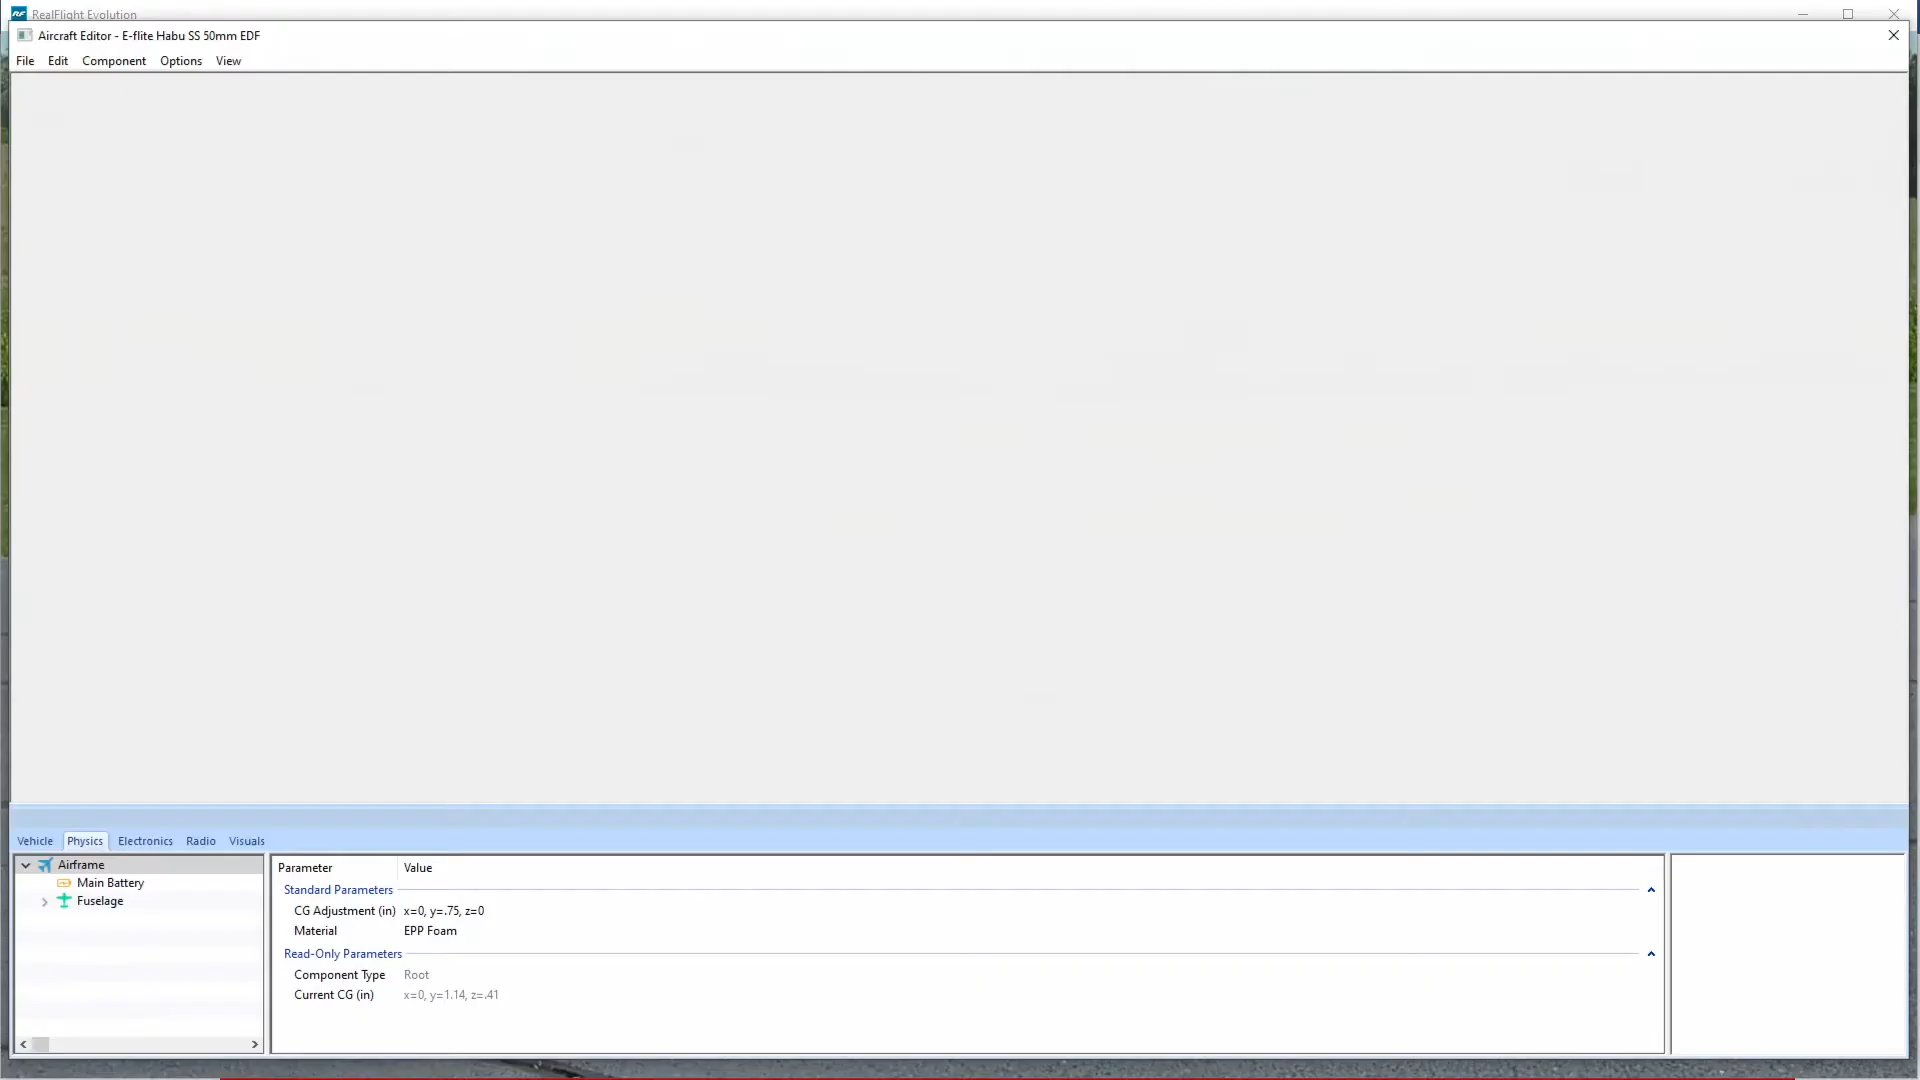 RealFlight Evolution
Aircraft Editor - E-flite Habu SS 50mm EDF
File Edit Component Options View
Vehicle Physics Electronics Radio Visuals
Airframe
Main Battery
Fuselage
Parameter Value
Standard Parameters
CG Adjustment (in) x=0, y=.75, z=0
Material EPP Foam
Read-Only Parameters
Component Type Root
Current CG (in) x=0, y=1.14, z=.41